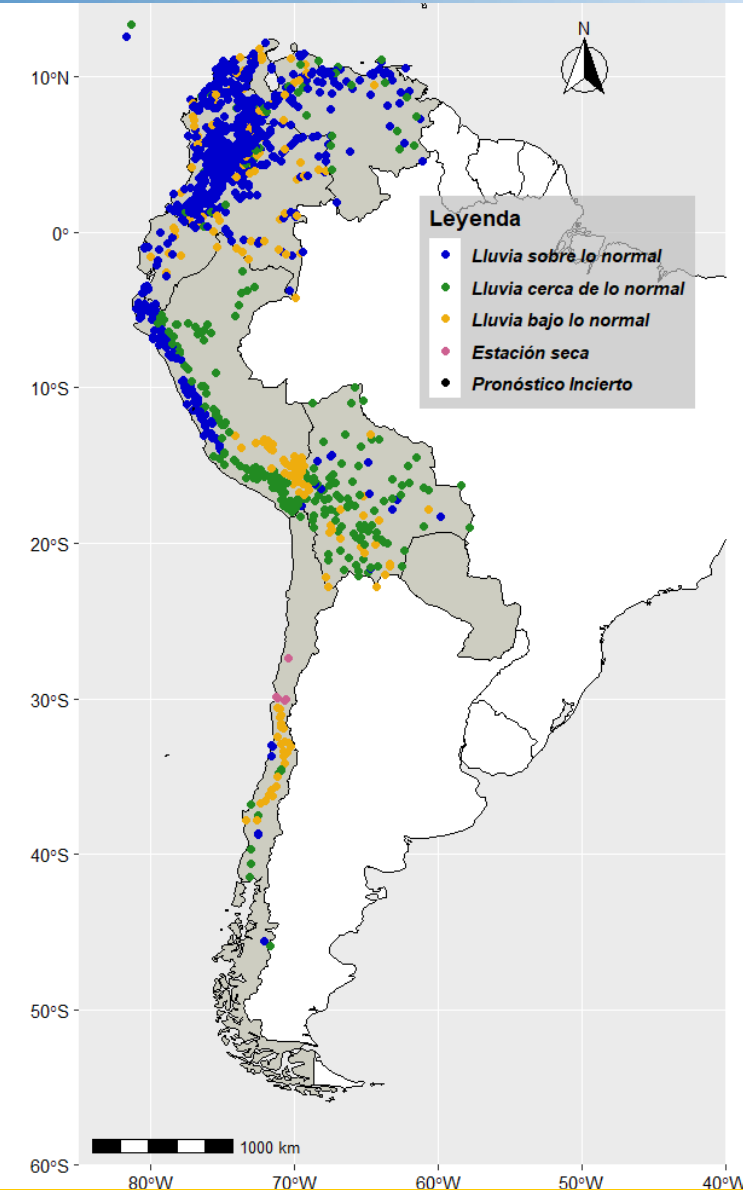 N
10°N
0°
10°S
20°S
30°S
40°S
50°S
60°S
Leyenda
Lluvia sobre lo normal
Lluvia cerca de lo normal
Lluvia bajo lo normal
Estación seca
Pronóstico Incierto
1000 km
80°W
70°W
60°W
50°W
40°W